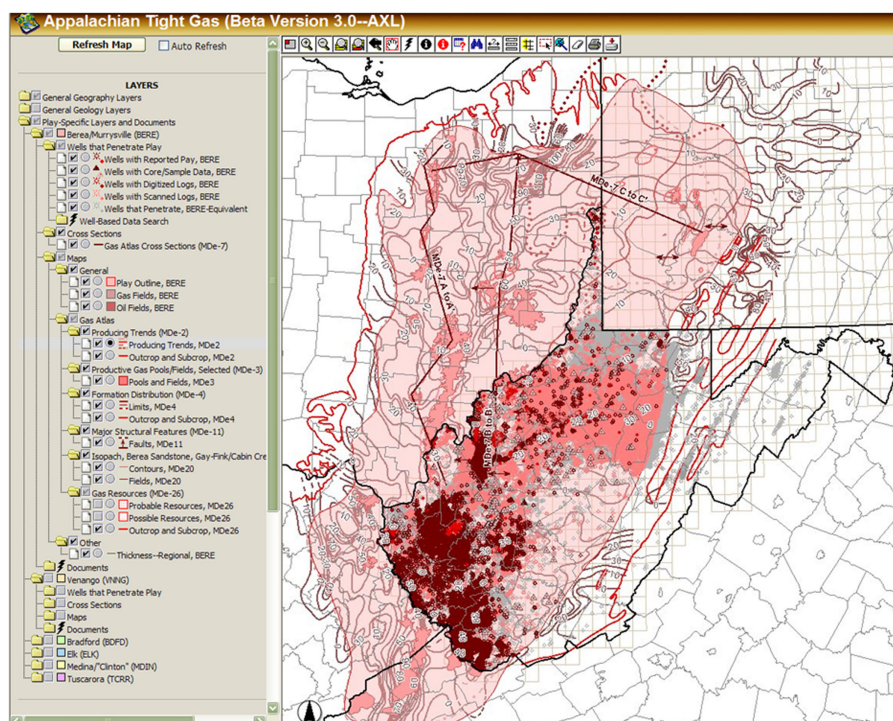 Appalachian Tight Gas (Beta Version 3.0--AXL)
Refresh Map
Auto Refresh
LAYERS
General Geography Layers
General Geology Layers
Play-Specific Layers and Documents
Berea/Murrysville (BERE)
Wells that Penetrate Play
Wells with Reported Pay, BERE
Wells with Core/Sample Data, BERE
Wells with Digitized Logs, BERE
Wells with Scanned Logs, BERE
Wells that Penetrate, BERE-Equivalent
Well-Based Data Search
Cross Sections
Gas Atlas Cross Sections (MDe-7)
Maps
General
Play Outline, BERE
Gas Fields, BERE
Oil Fields, BERE
Gas Atlas
Producing Trends (MDe-2)
Producing Trends, MDe2
Outcrop and Subcrop, MDe2
Productive Gas Pools/Fields, Selected (MDe-3)
Pools and Fields, MDe3
Formation Distribution (MDe-4)
Limits, MDe4
Outcrop and Subcrop, MDe4
Major Structural Features (MDe-11)
Faults, MDe11
Isopach, Berea Sandstone, Gay-Fink/Cabin Cre
Contours, MDe20
Fields, MDe20
Gas Resources (MDe-26)
Probable Resources, MDe26
Possible Resources, MDe26
Outcrop and Subcrop, MDe26
Other
Thickness--Regional, BERE
Documents
Venango (VNNG)
Wells that Penetrate Play
Cross Sections
Maps
Documents
Bradford (BDFD)
Elk (ELK)
Medina/"Clinton" (MDIN)
Tuscarora (TCRR)
MDe-7 C to C'
MDe-7 A to A'
MDe-7 B to B'